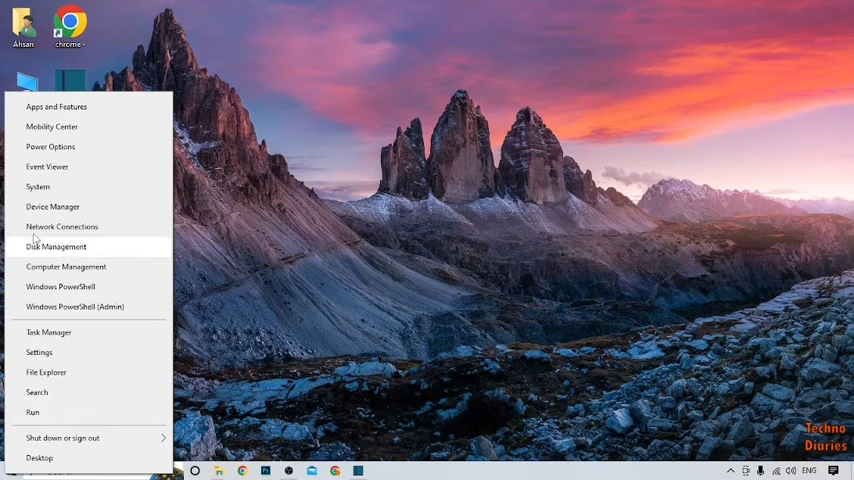 Ahsan
chrome -
Apps and Features
Mobility Center
Power Options
Event Viewer
System
Device Manager
Network Connections
Disk Management
Computer Management
Windows PowerShell
Windows PowerShell (Admin)
Task Manager
Settings
File Explorer
Search
Run
Shut down or sign out
Desktop
Techno
Diaries
Ps
ENG